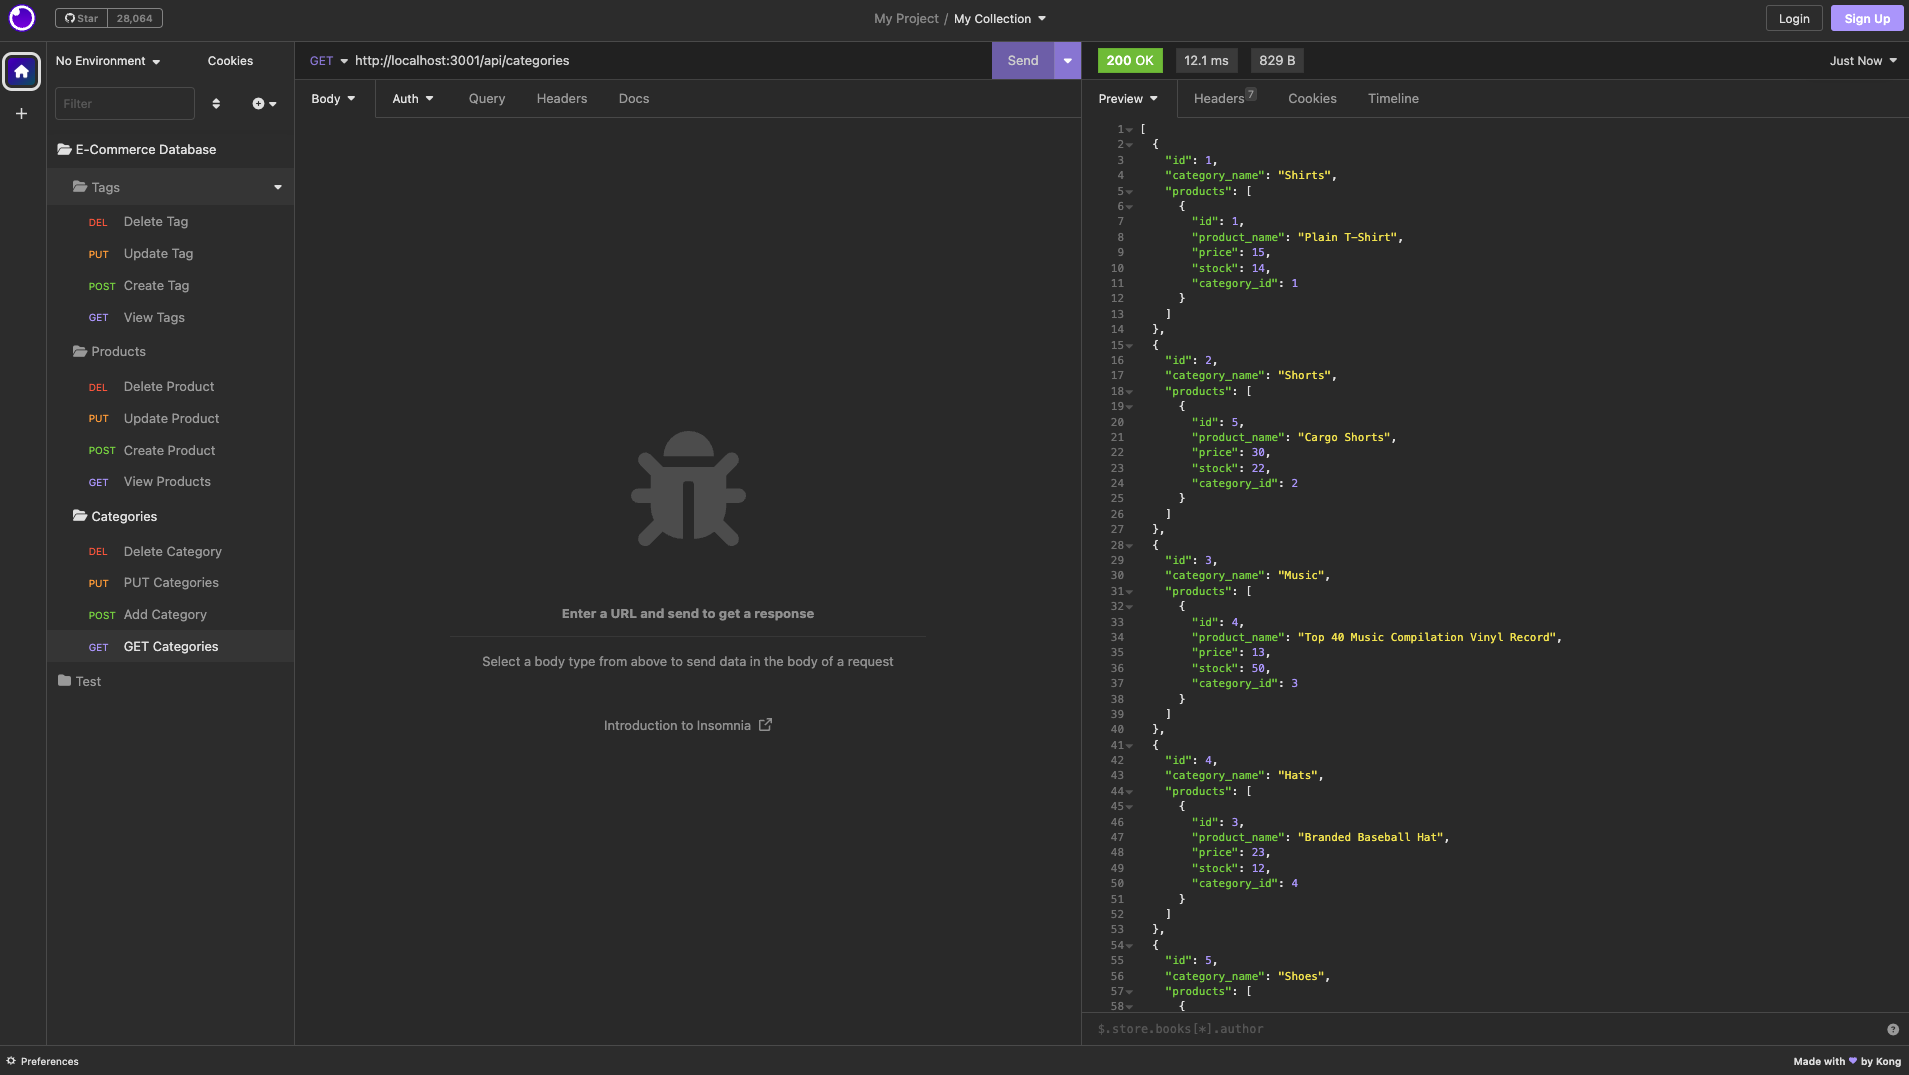 Star 28,064
My Project / My Collection
Login
Sign Up
No Environment
Cookies
Filter
E-Commerce Database
Tags
DEL Delete Tag
PUT Update Tag
POST Create Tag
GET View Tags
Products
DEL Delete Product
PUT Update Product
POST Create Product
GET View Products
Categories
DEL Delete Category
PUT PUT Categories
POST Add Category
GET GET Categories
Test
GET http://localhost:3001/api/categories
Send
Body Auth Query Headers Docs
Enter a URL and send to get a response
Select a body type from above to send data in the body of a request
Introduction to Insomnia
200 OK 12.1 ms 829 B
Just Now
Preview Headers 7 Cookies Timeline
1 [
2 {
3 "id": 1,
4 "category_name": "Shirts",
5 "products": [
6 {
7 "id": 1,
8 "product_name": "Plain T-Shirt",
9 "price": 15,
10 "stock": 14,
11 "category_id": 1
12 }
13 ]
14 },
15 {
16 "id": 2,
17 "category_name": "Shorts",
18 "products": [
19 {
20 "id": 5,
21 "product_name": "Cargo Shorts",
22 "price": 30,
23 "stock": 22,
24 "category_id": 2
25 }
26 ]
27 },
28 {
29 "id": 3,
30 "category_name": "Music",
31 "products": [
32 {
33 "id": 4,
34 "product_name": "Top 40 Music Compilation Vinyl Record",
35 "price": 13,
36 "stock": 50,
37 "category_id": 3
38 }
39 ]
40 },
41 {
42 "id": 4,
43 "category_name": "Hats",
44 "products": [
45 {
46 "id": 3,
47 "product_name": "Branded Baseball Hat",
48 "price": 23,
49 "stock": 12,
50 "category_id": 4
51 }
52 ]
53 },
54 {
55 "id": 5,
56 "category_name": "Shoes",
57 "products": [
58 {
$.store.books[*].author
Preferences
Made with ♥ by Kong